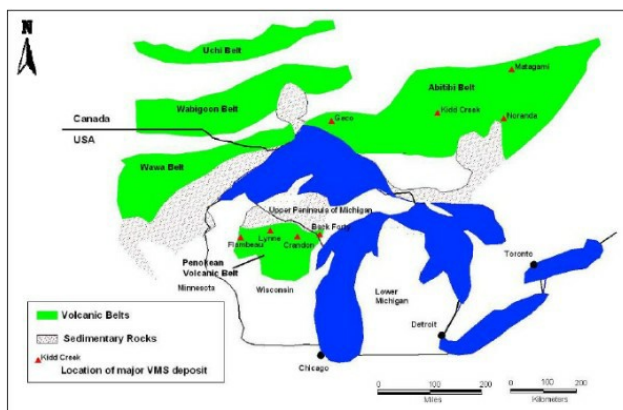 N
Uchi Belt
Matagami
Wabigoon Belt
Abitibi Belt
Geco
Kidd Creek
Noranda
Canada
USA
Wawa Belt
Upper Peninsula of Michigan
Back Forty
Lynne
Flambeau
Crandon
Penokean
Volcanic Belt
Toronto
Minnesota
Wisconsin
Lower
Michigan
Volcanic Belts
Sedimentary Rocks
Detroit
Kidd Creek
Location of major VMS deposit
Chicago
100 0 100 200
Miles
100 0 100 200
Kilometers